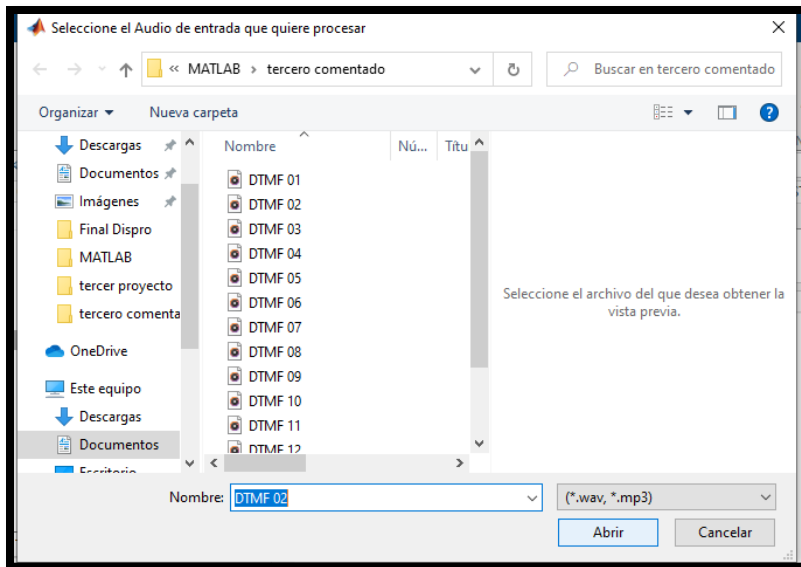 Seleccione el Audio de entrada que quiere procesar
« MATLAB > tercero comentado
Buscar en tercero comentado
Organizar
Nueva carpeta
Descargas
Documentos
Imágenes
Final Dispro
MATLAB
tercer proyecto
tercero comenta
OneDrive
Este equipo
Descargas
Documentos
Escritorio
Nombre
Nú...
Títu
DTMF 01
DTMF 02
DTMF 03
DTMF 04
DTMF 05
DTMF 06
DTMF 07
DTMF 08
DTMF 09
DTMF 10
DTMF 11
DTMF 12
Seleccione el archivo del que desea obtener la
vista previa.
Nombre:
DTMF 02
(*.wav, *.mp3)
Abrir
Cancelar